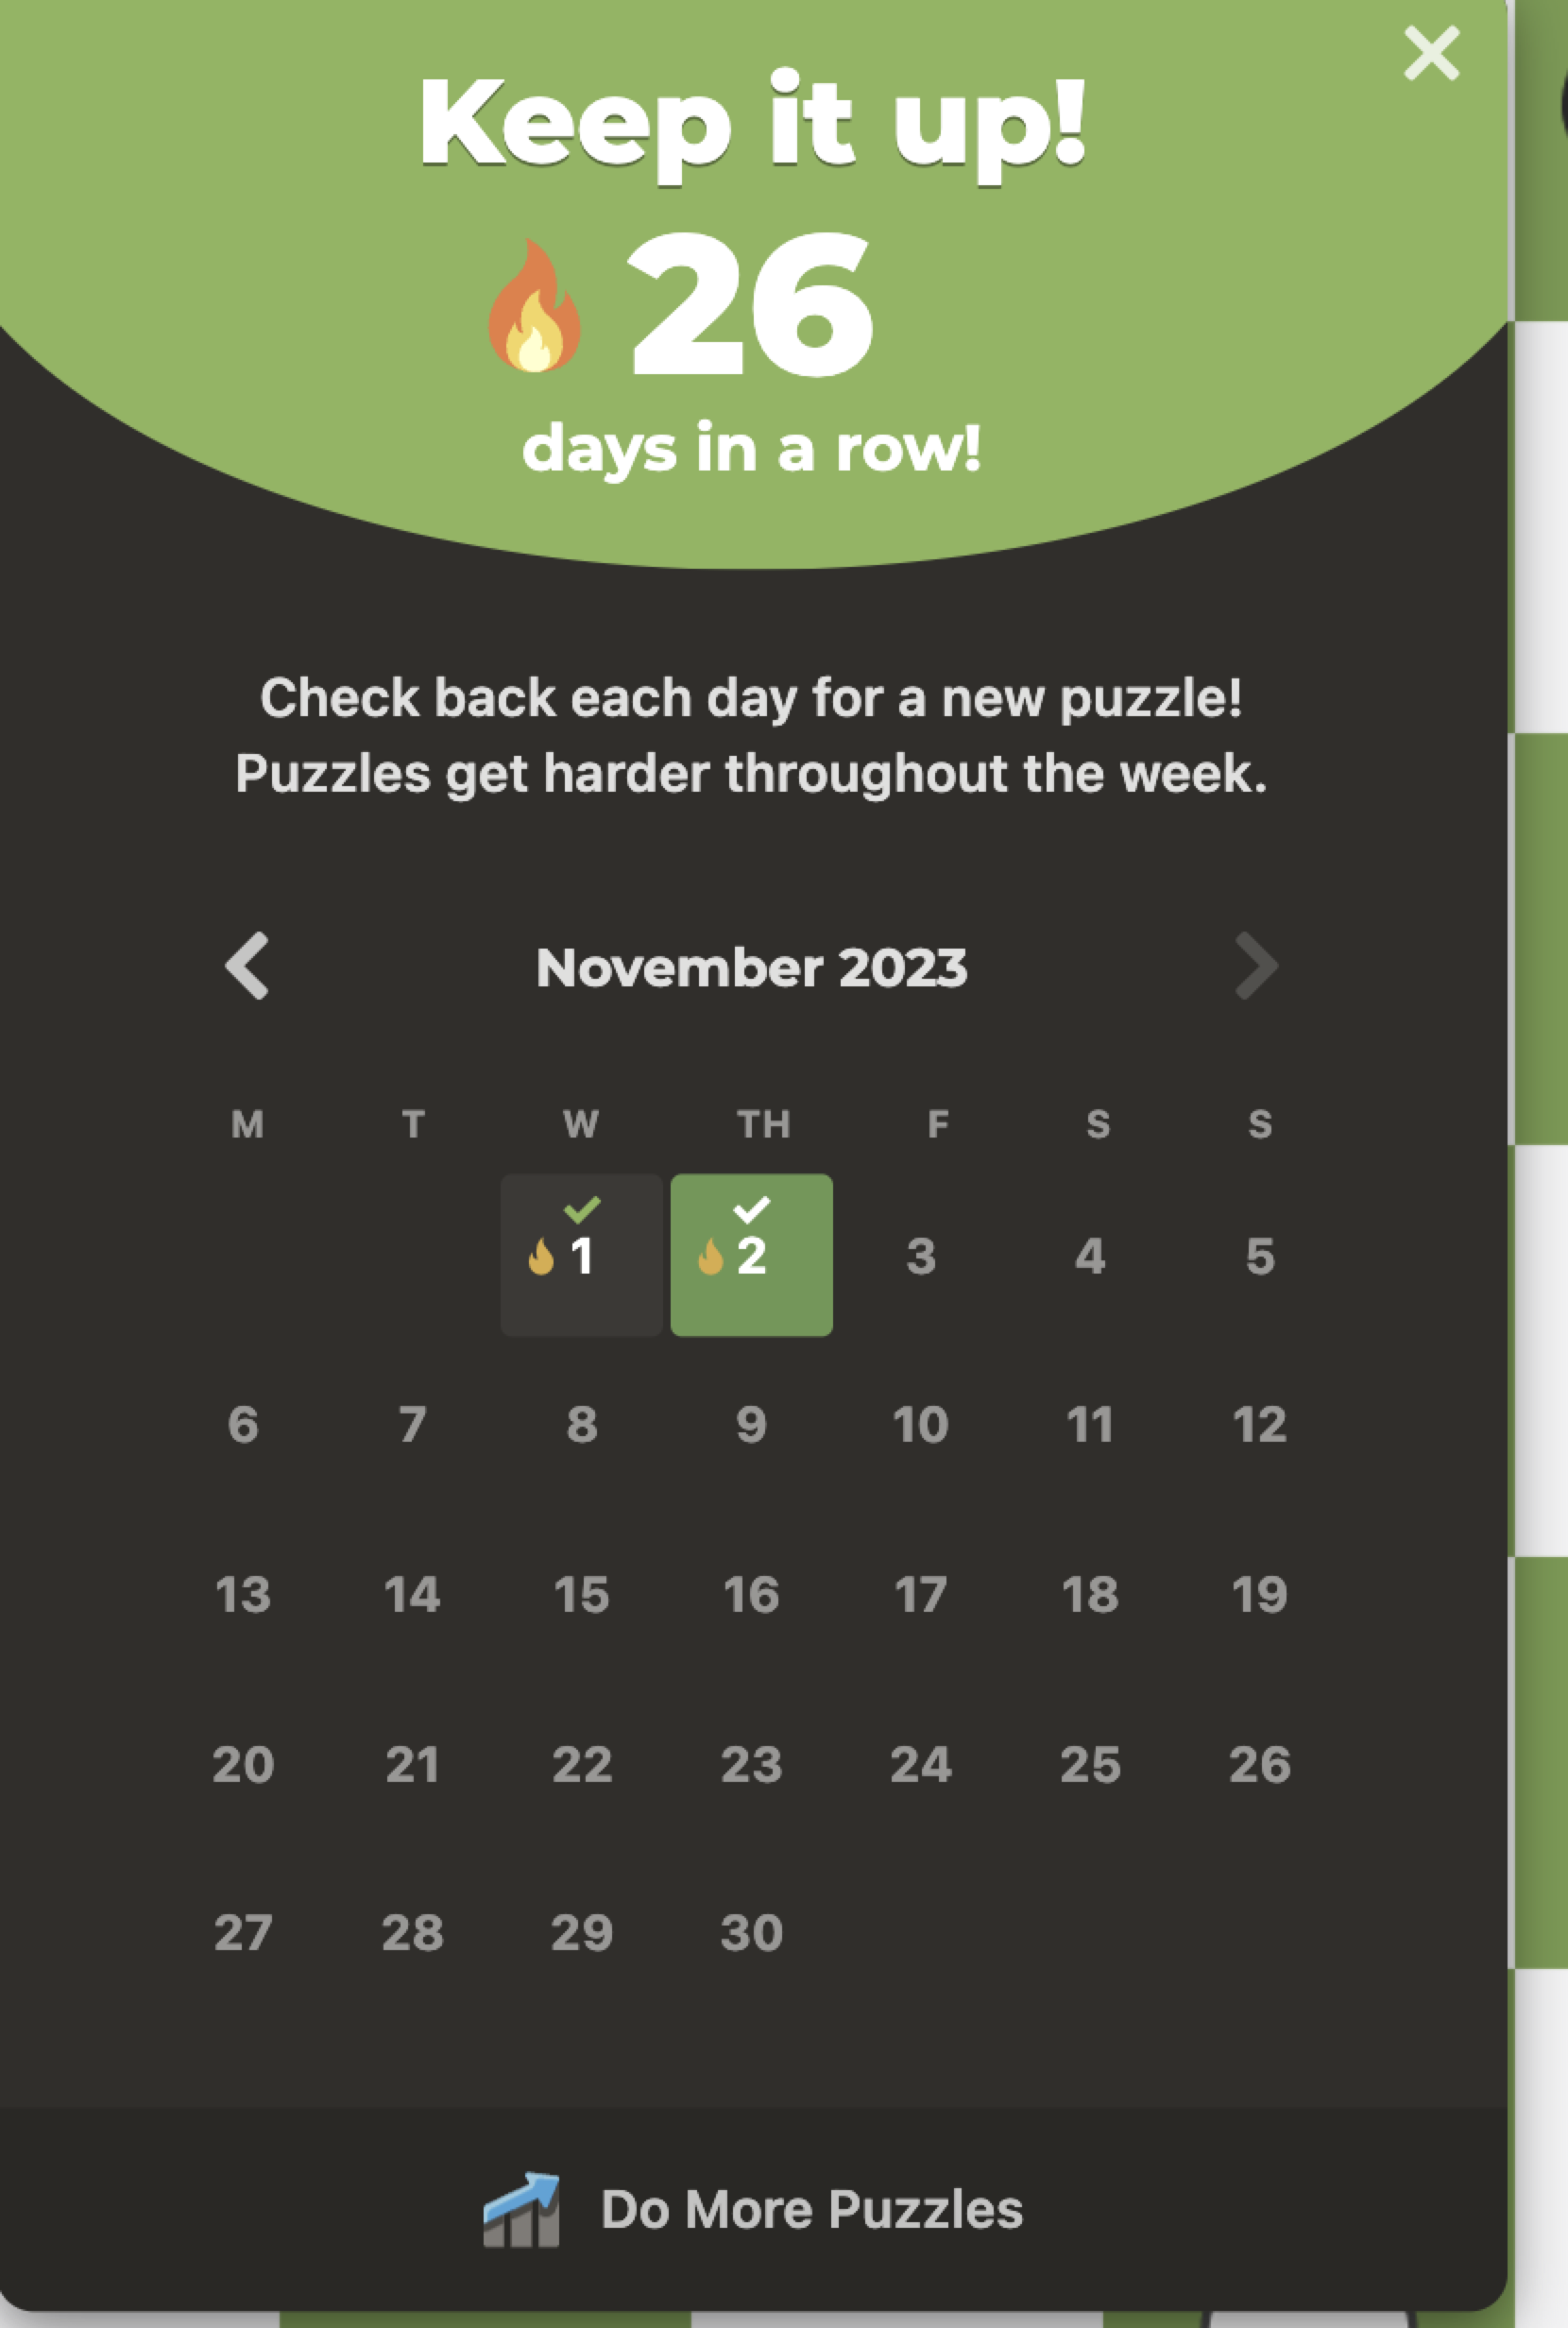 Keep it up!
26
days in a row!
Check back each day for a new puzzle!
Puzzles get harder throughout the week.
November 2023
M T W TH F S S
1 2 3 4 5
6 7 8 9 10 11 12
13 14 15 16 17 18 19
20 21 22 23 24 25 26
27 28 29 30
Do More Puzzles